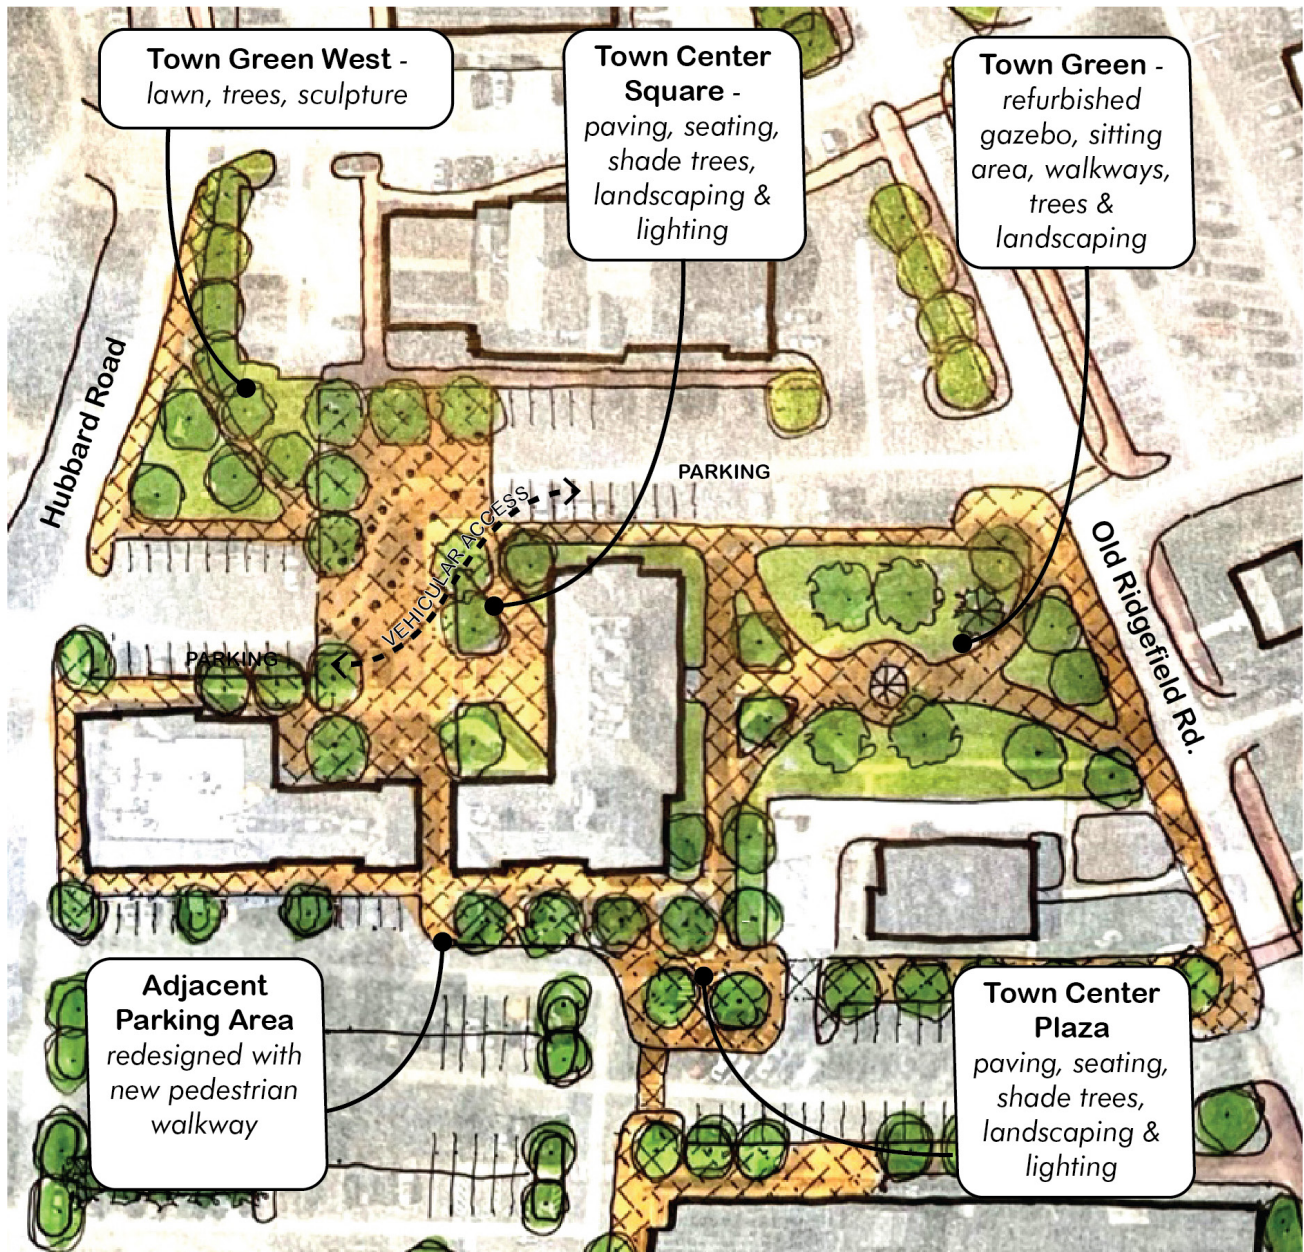 Town Green West -
lawn, trees, sculpture
Town Center
Square -
paving, seating,
shade trees,
landscaping &
lighting
Town Green -
refurbished
gazebo, sitting
area, walkways,
trees &
landscaping
Hubbard Road
PARKING
VEHICULAR ACCESS
PARKING
Old Ridgefield Rd.
Adjacent
Parking Area
redesigned with
new pedestrian
walkway
Town Center
Plaza
paving, seating,
shade trees,
landscaping &
lighting